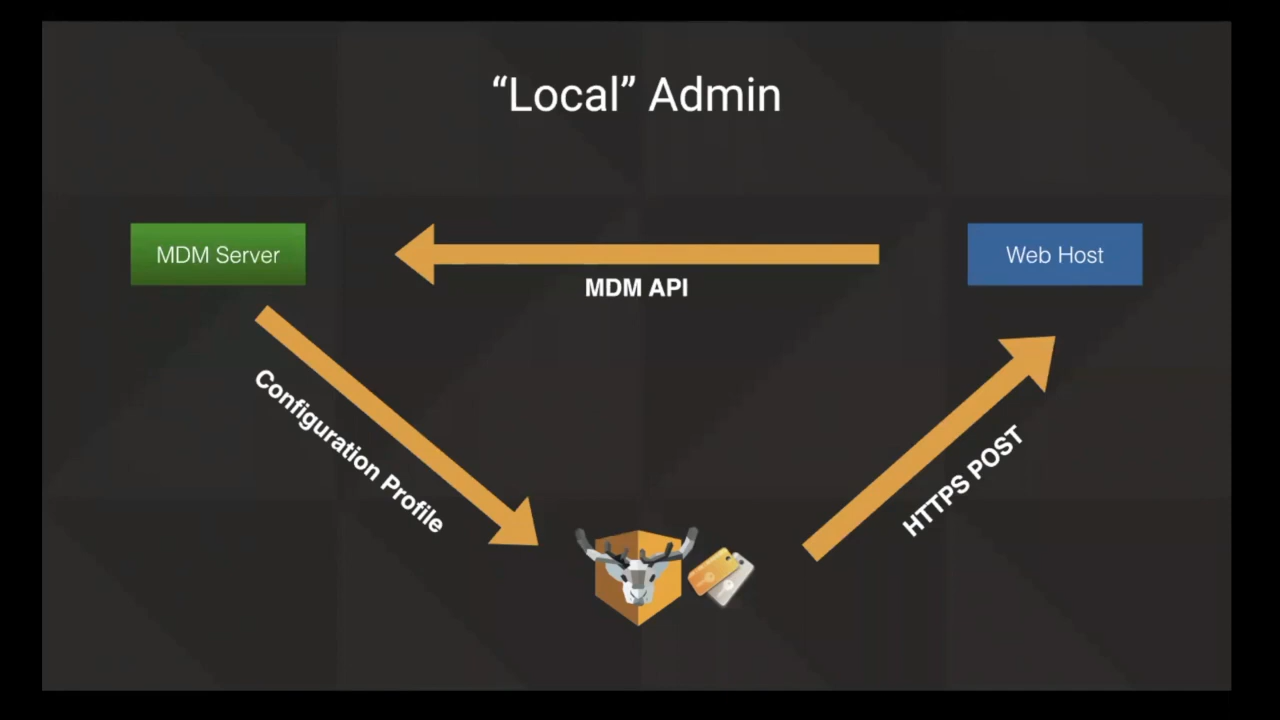 “Local” Admin
MDM Server
Web Host
MDM API
Configuration Profile
HTTPS POST